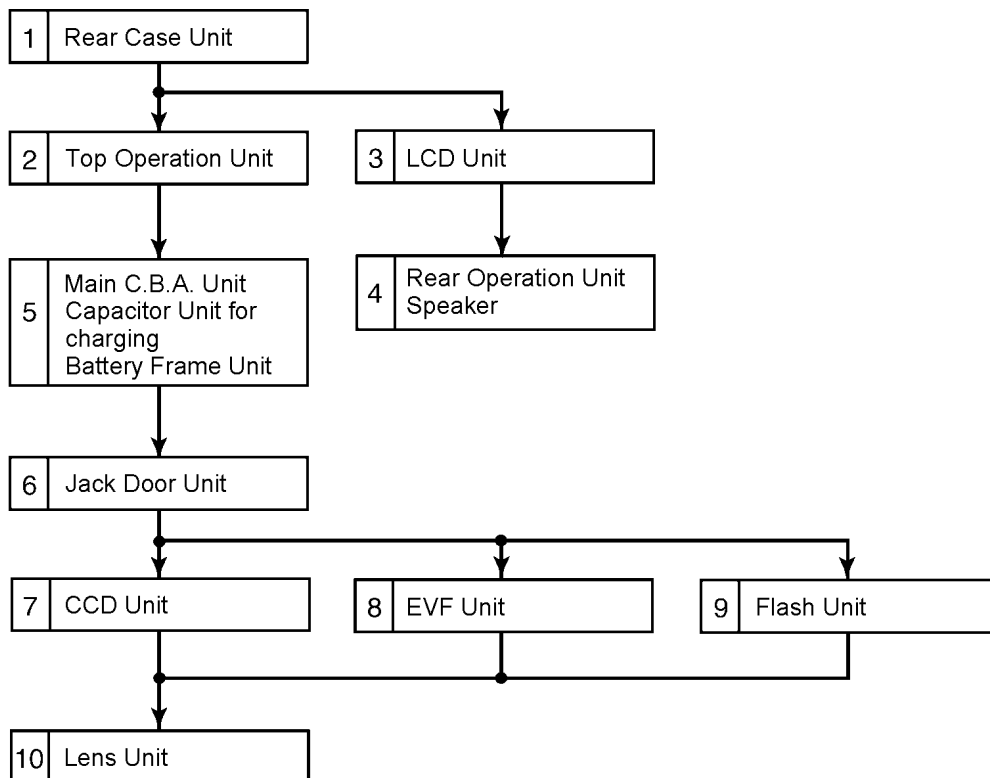 1 Rear Case Unit
2 Top Operation Unit
3 LCD Unit
4 Rear Operation Unit
Speaker
5 Main C.B.A. Unit
Capacitor Unit for
charging
Battery Frame Unit
6 Jack Door Unit
7 CCD Unit
8 EVF Unit
9 Flash Unit
10 Lens Unit